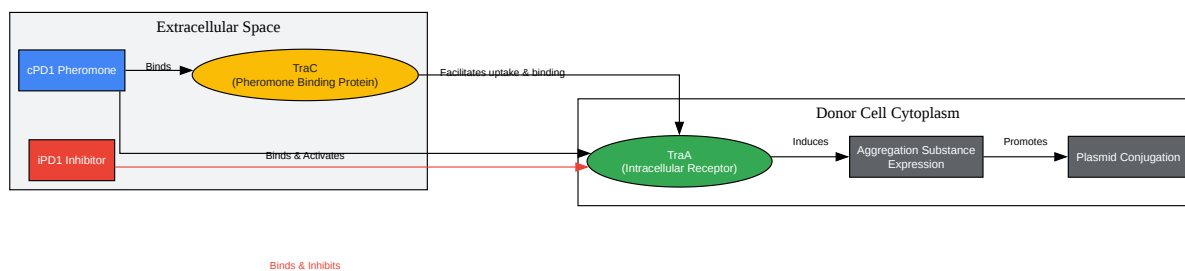 Extracellular Space
cPD1 Pheromone
Binds
TraC
(Pheromone Binding Protein)
Facilitates uptake & binding
iPD1 Inhibitor
Binds & Activates
Donor Cell Cytoplasm
TraA
(Intracellular Receptor)
Induces
Aggregation Substance
Expression
Promotes
Plasmid Conjugation
Binds & Inhibits